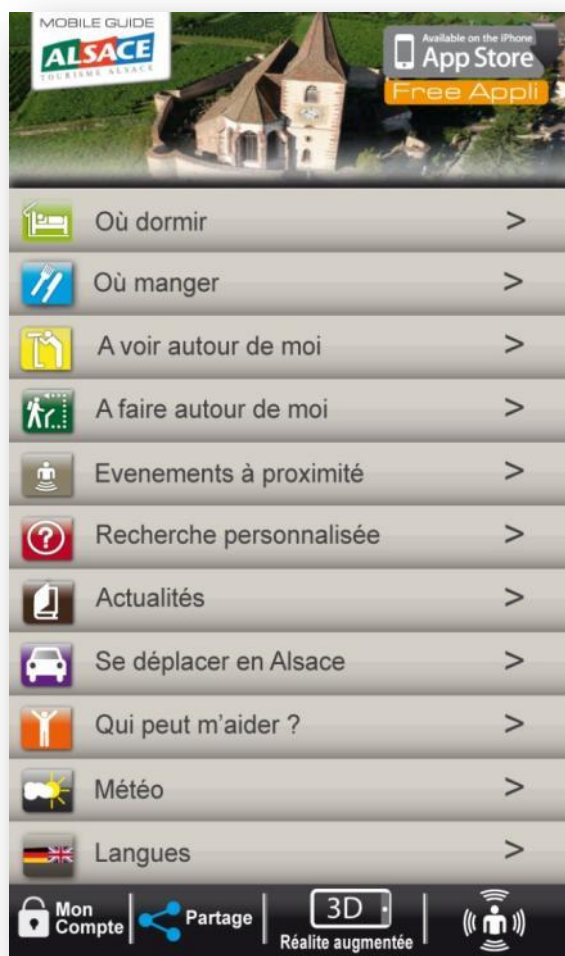 MOBILE GUIDE
ALSACE
TOURISME ALSACE
Available on the iPhone
App Store
Free Appli
Où dormir >
Où manger >
A voir autour de moi >
A faire autour de moi >
Evenements à proximité >
? Recherche personnalisée >
Actualités >
Se déplacer en Alsace >
Qui peut m'aider ? >
Météo >
Langues >
Mon
Compte
Partage
3D
Réalite augmentée